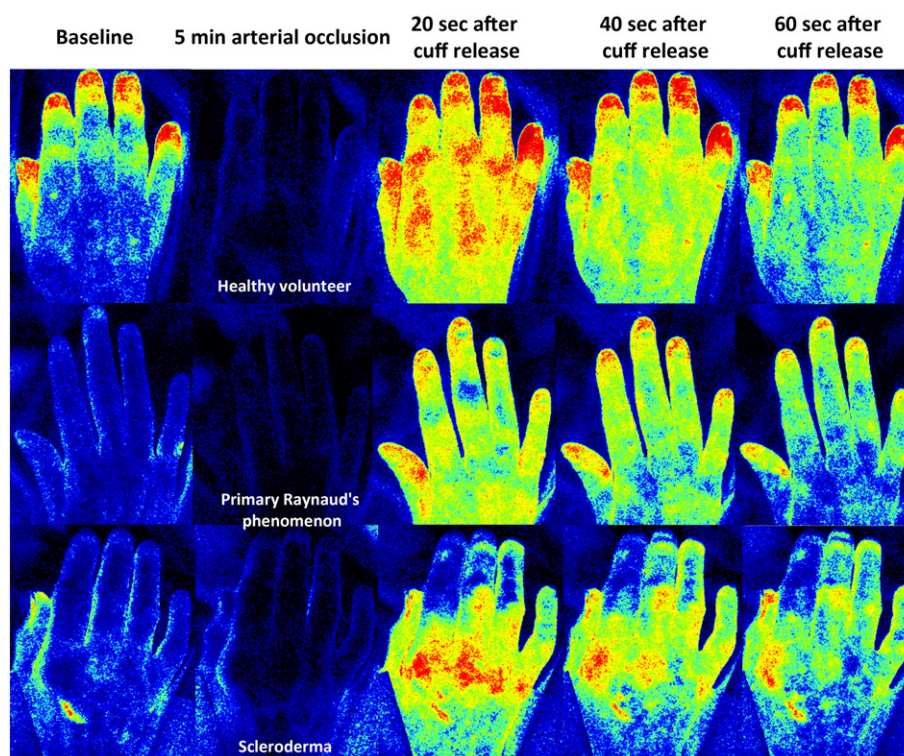 Baseline
5 min arterial occlusion
20 sec after
cuff release
40 sec after
cuff release
60 sec after
cuff release
Healthy volunteer
Primary Raynaud's
phenomenon
Scleroderma